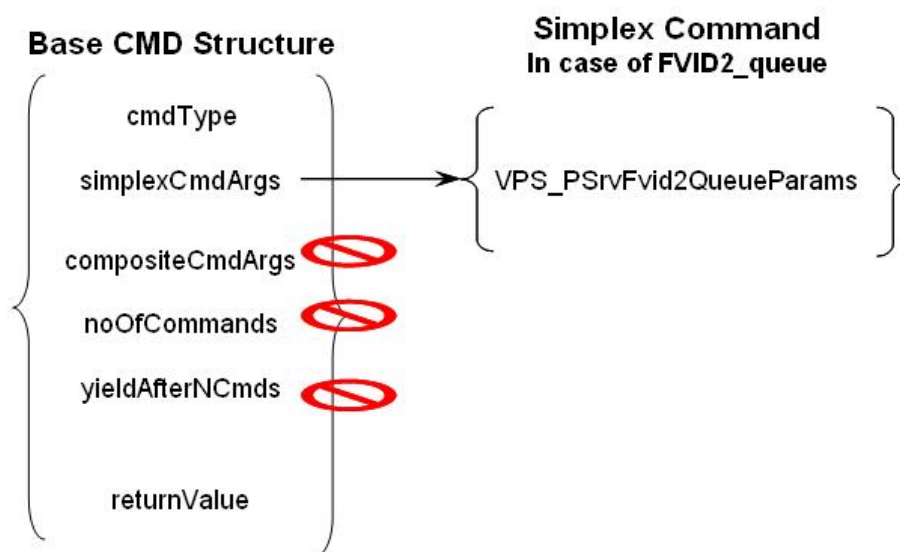 Base CMD Structure
cmdType
simplexCmdArgs
compositeCmdArgs
noOfCommands
yieldAfterNCmds
returnValue
Simplex Command
In case of FVID2_queue
VPS_PSrvFvid2QueueParams